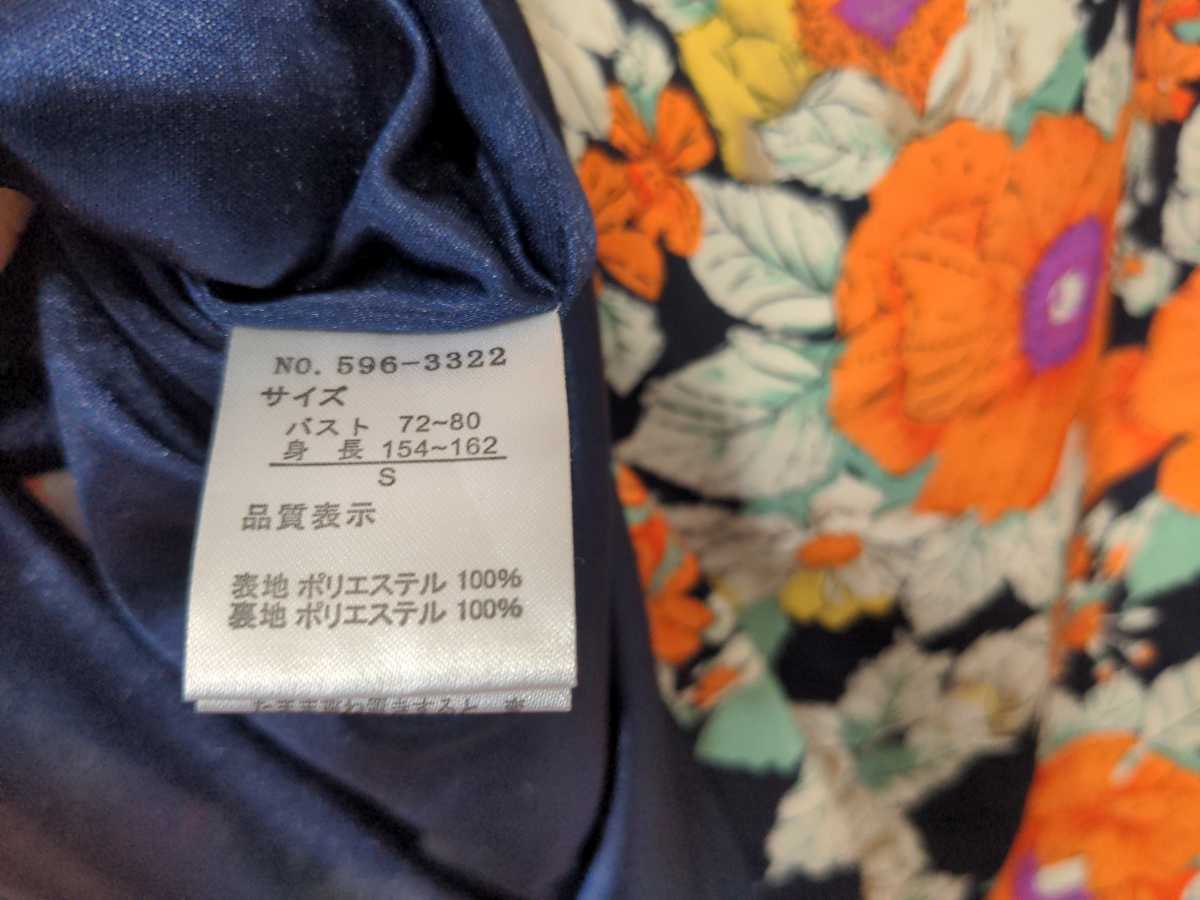 NO. 596-3322
サイズ
バスト 72~80
身 長 154~162
S
品質表示
表地 ポリエステル 100%
裏地 ポリエステル 100%